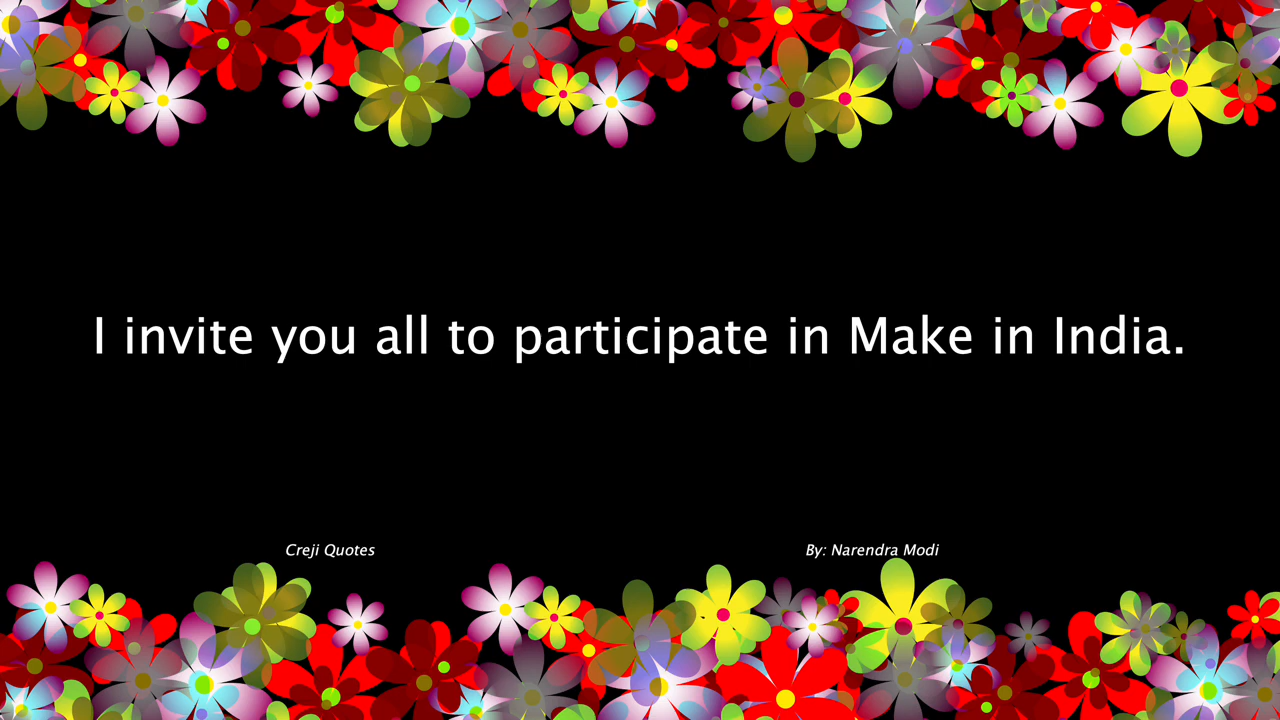 I invite you all to participate in Make in India.
Creji Quotes
By: Narendra Modi